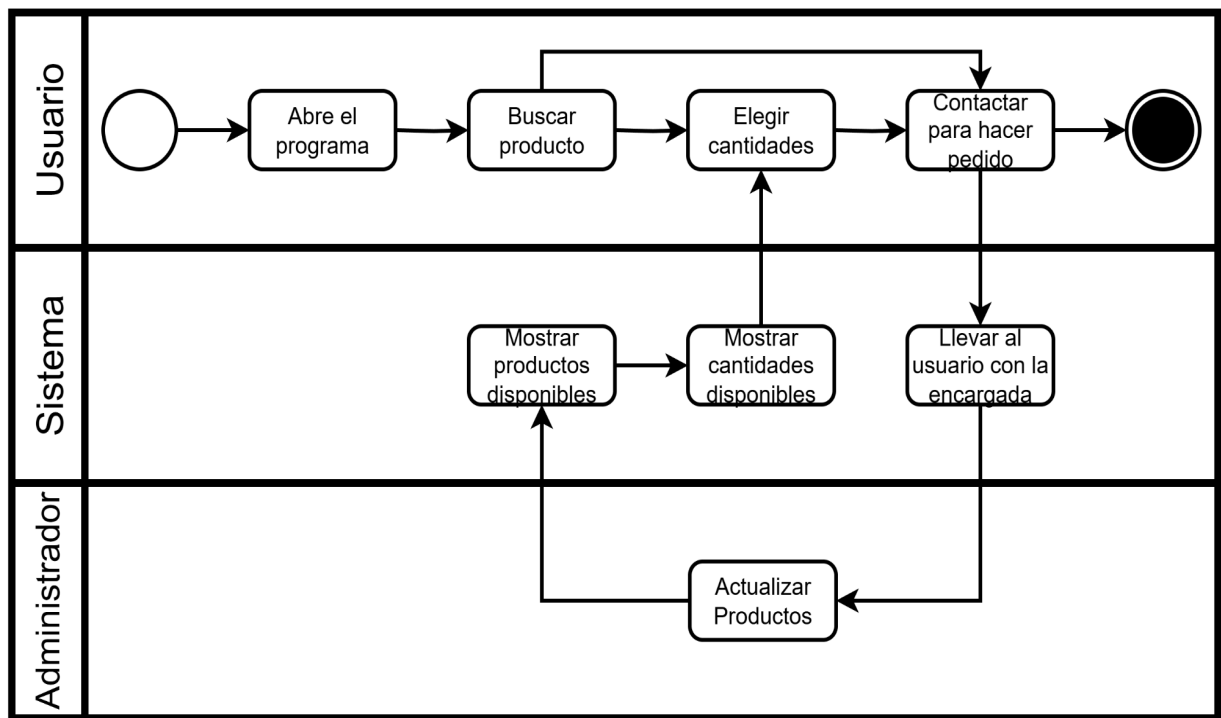 Usuario
Abre el
programa
Buscar
producto
Elegir
cantidades
Contactar
para hacer
pedido
Sistema
Mostrar
productos
disponibles
Mostrar
cantidades
disponibles
Llevar al
usuario con la
encargada
Administrador
Actualizar
Productos